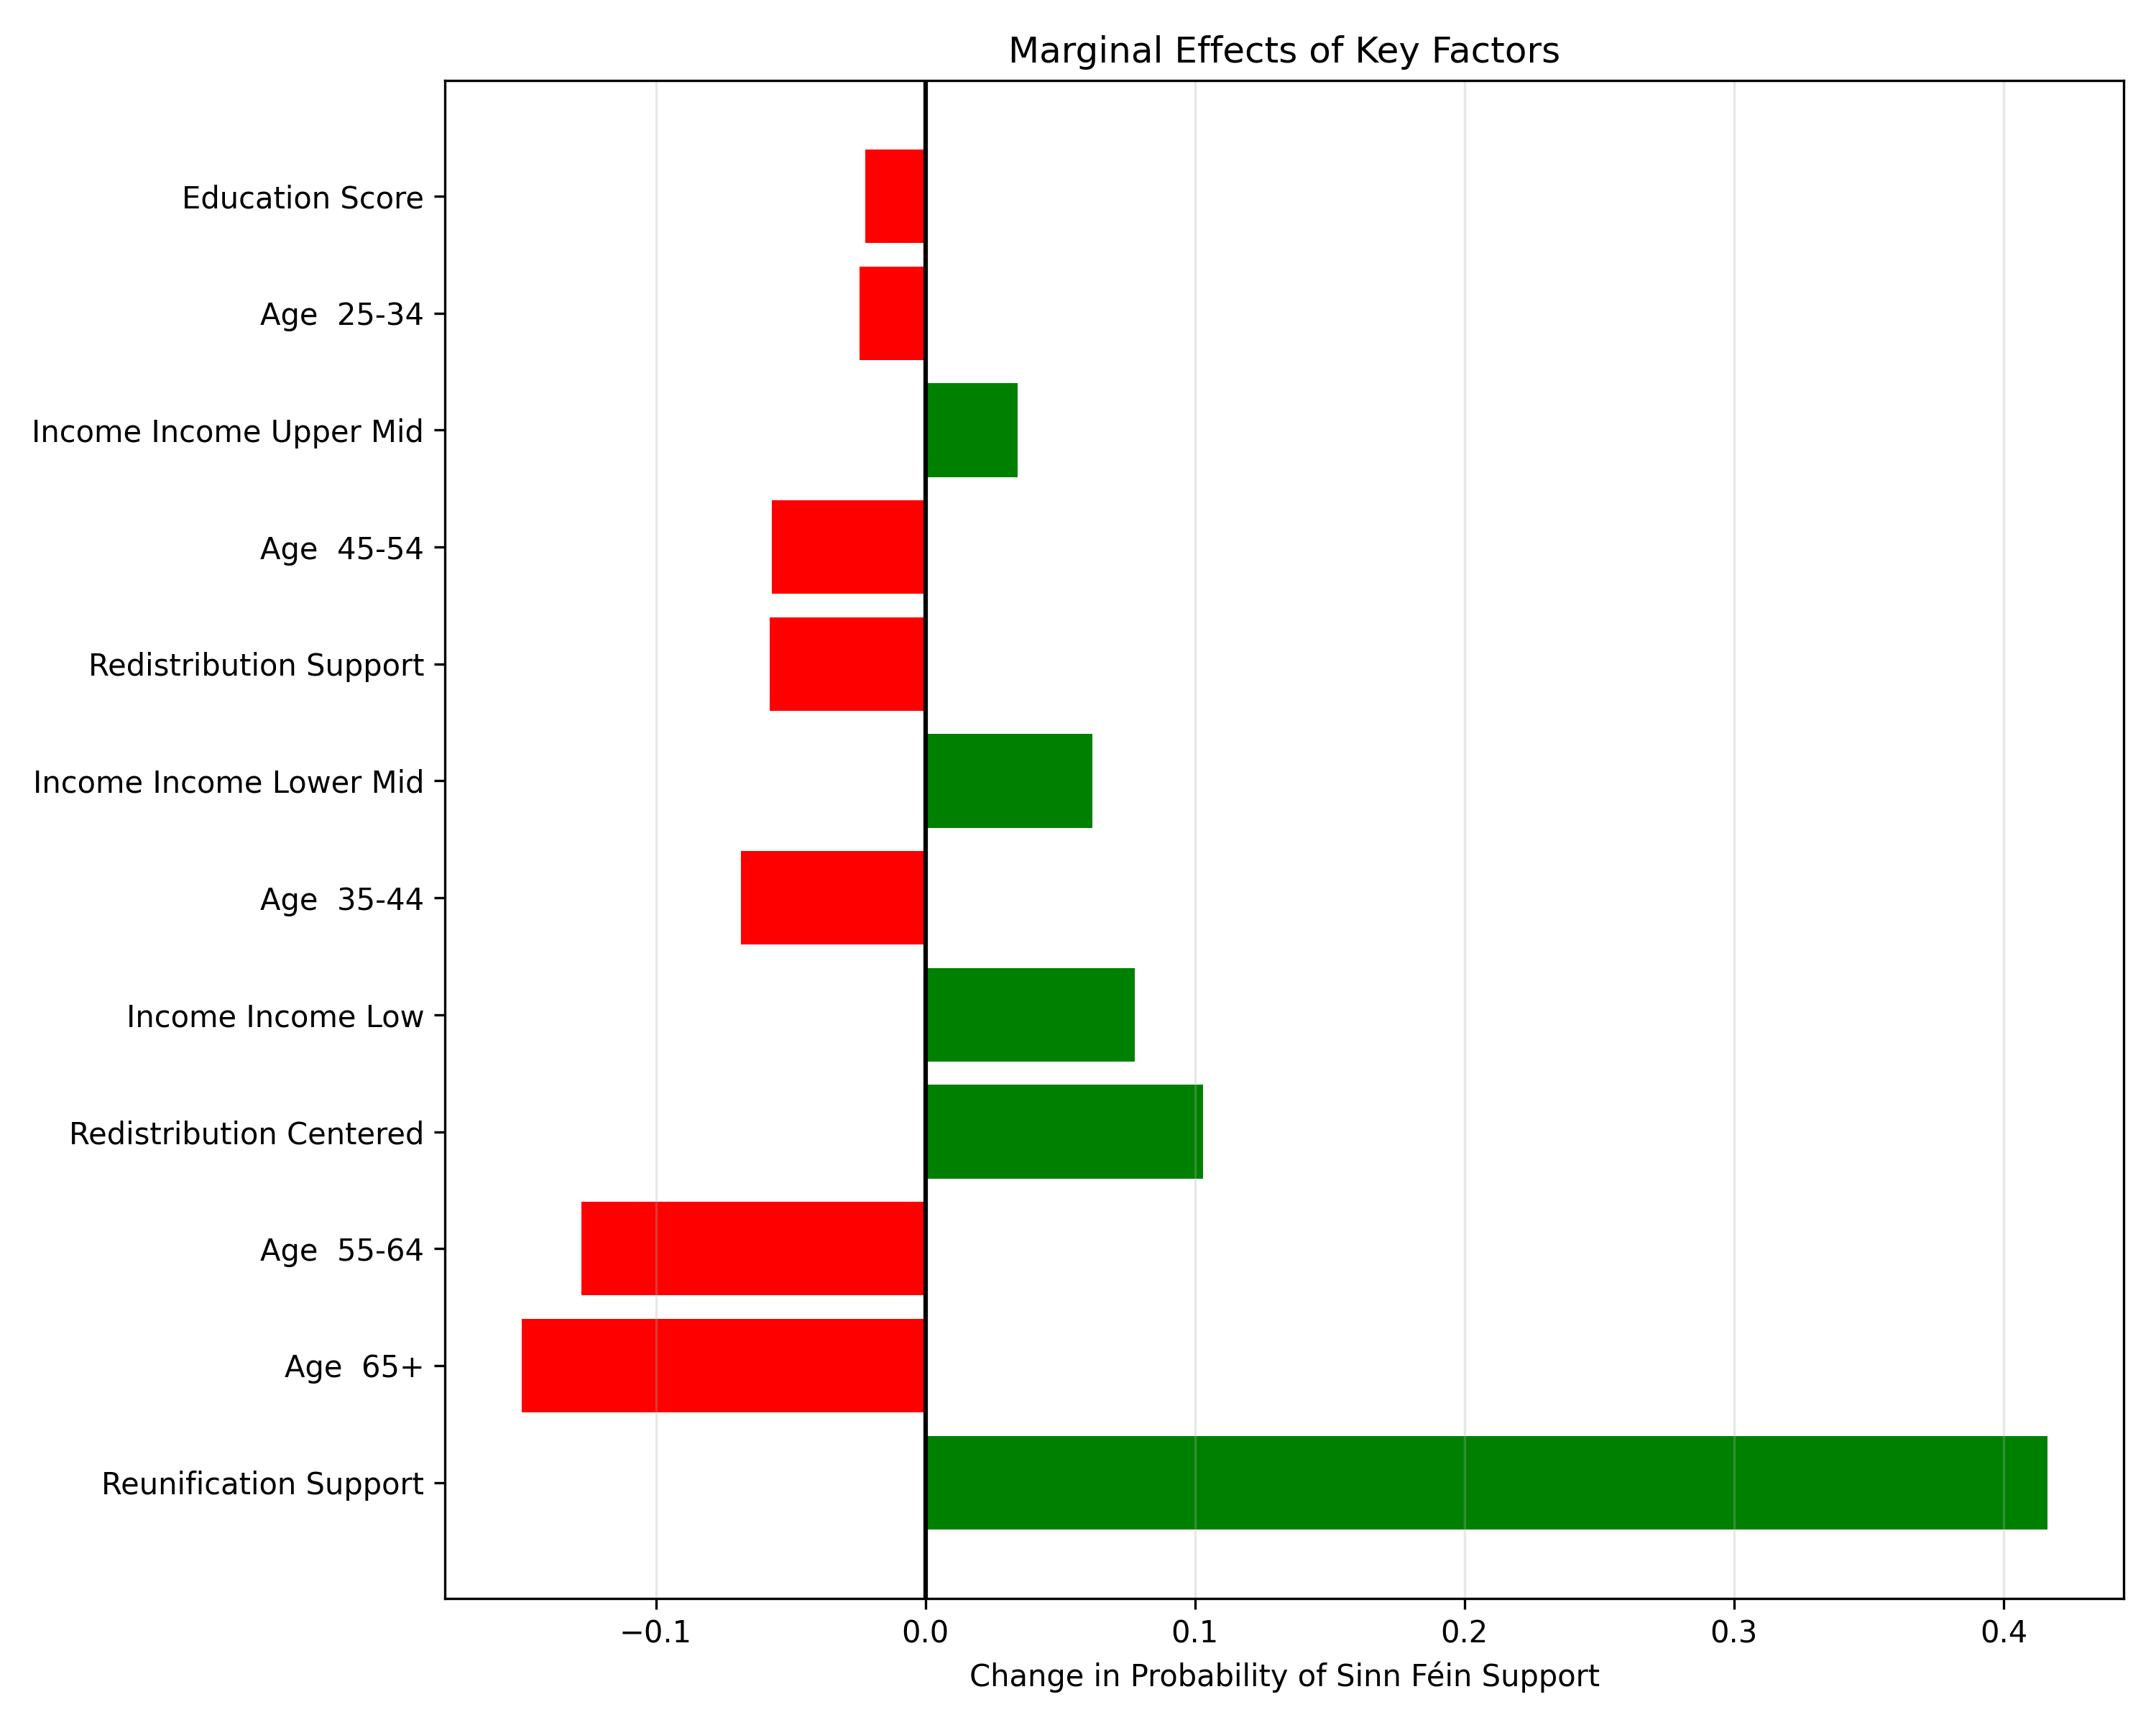 Marginal Effects of Key Factors
Education Score
Age  25-34
Income Income Upper Mid
Age  45-54
Redistribution Support
Income Income Lower Mid
Age  35-44
Income Income Low
Redistribution Centered
Age  55-64
Age  65+
Reunification Support
−0.1 0.0 0.1 0.2 0.3 0.4
Change in Probability of Sinn Féin Support